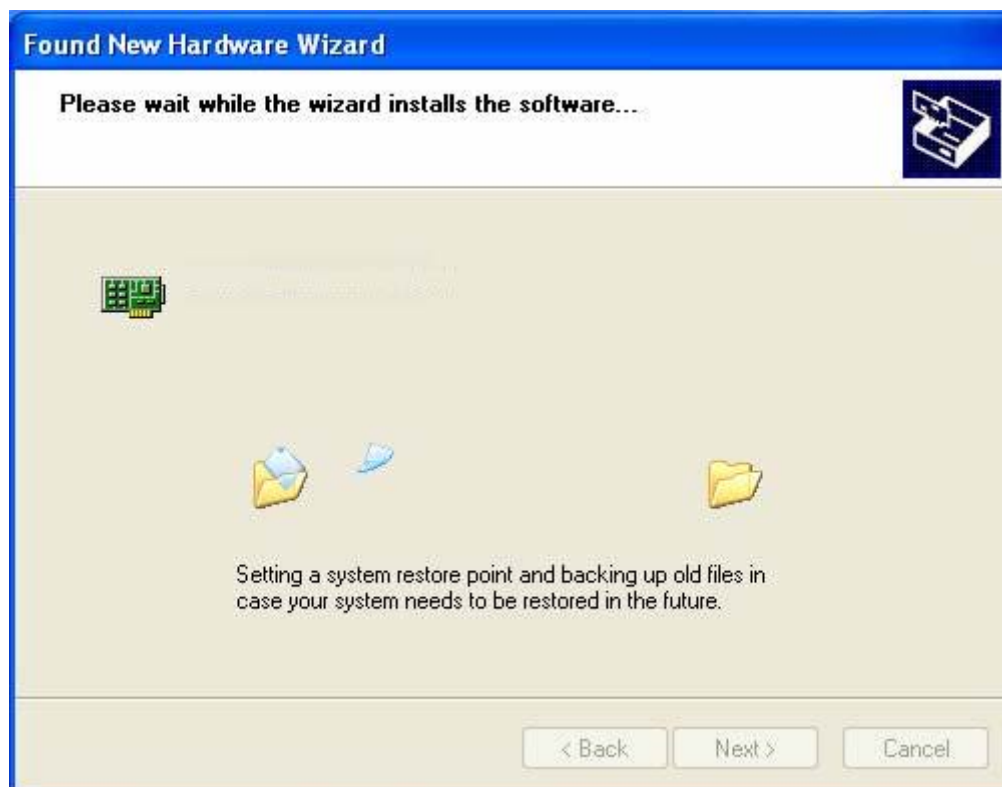 Found New Hardware Wizard
Please wait while the wizard installs the software...
Setting a system restore point and backing up old files in
case your system needs to be restored in the future.
< Back
Next >
Cancel